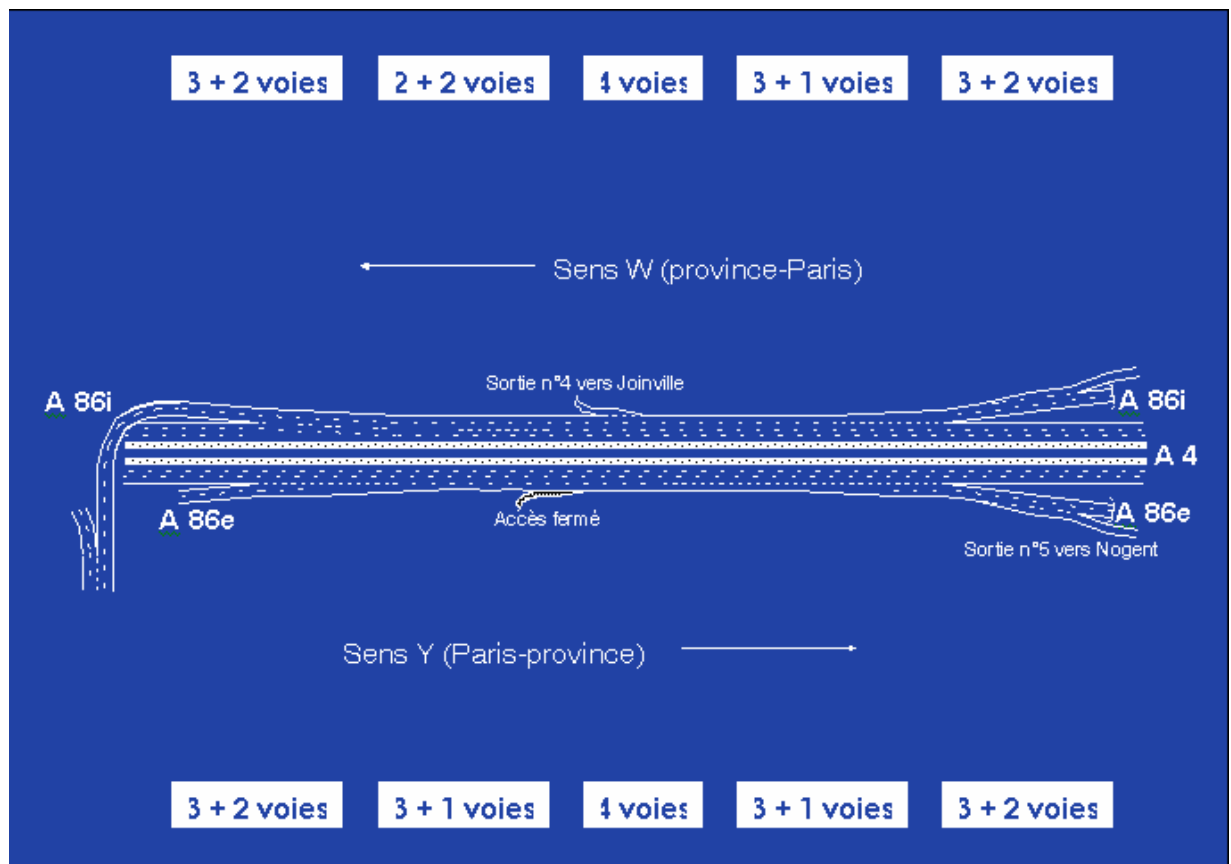 3 + 2 voies 2 + 2 voies 4 voies 3 + 1 voies 3 + 2 voies
Sens W (province-Paris)
Sortie n°4 vers Joinville
A 86i
A 86i
A 4
A 86e
Accès fermé
A 86e
Sortie n°5 vers Nogent
Sens Y (Paris-province)
3 + 2 voies 3 + 1 voies 4 voies 3 + 1 voies 3 + 2 voies